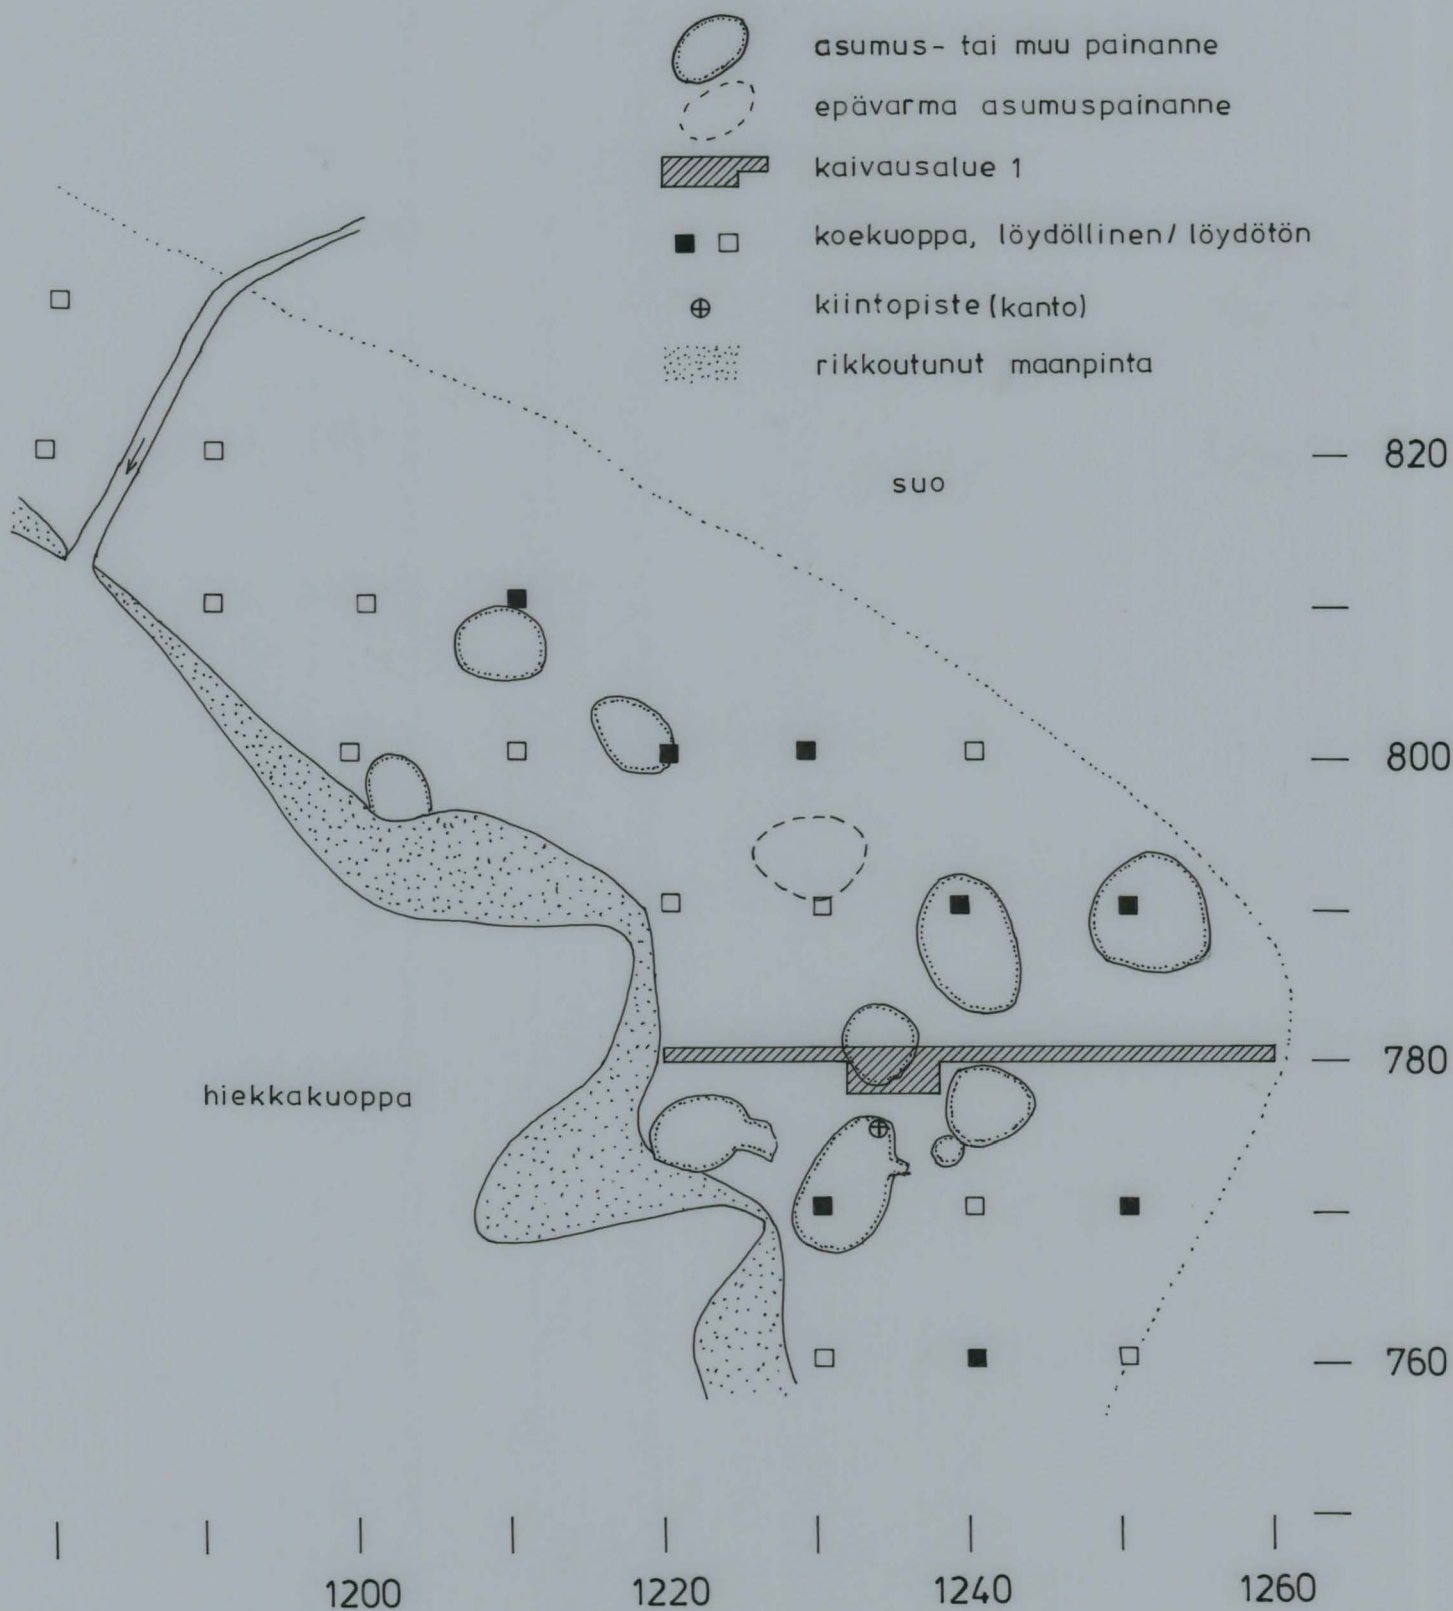 asumus- tai muu painanne
epävarma asumuspainanne
kaivausalue 1
koekuoppa, löydöllinen/ löydötön
kiintopiste (kanto)
rikkoutunut maanpinta
820
suo
800
780
hiekkakuoppa
760
1200 1220 1240 1260